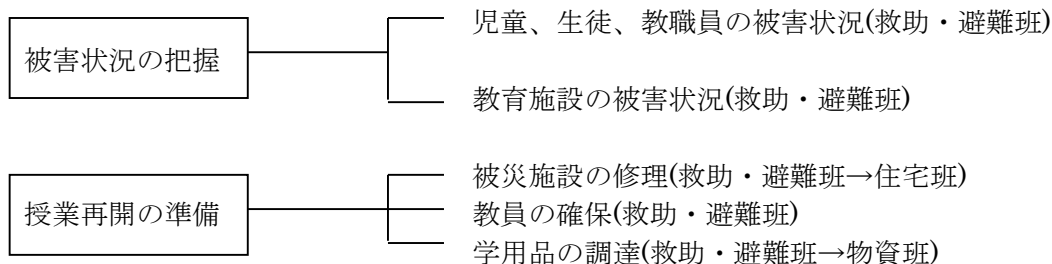 児童、生徒、教職員の被害状況(救助・避難班)
被害状況の把握
教育施設の被害状況(救助・避難班)
被災施設の修理(救助・避難班→住宅班)
授業再開の準備
教員の確保(救助・避難班)
学用品の調達(救助・避難班→物資班)